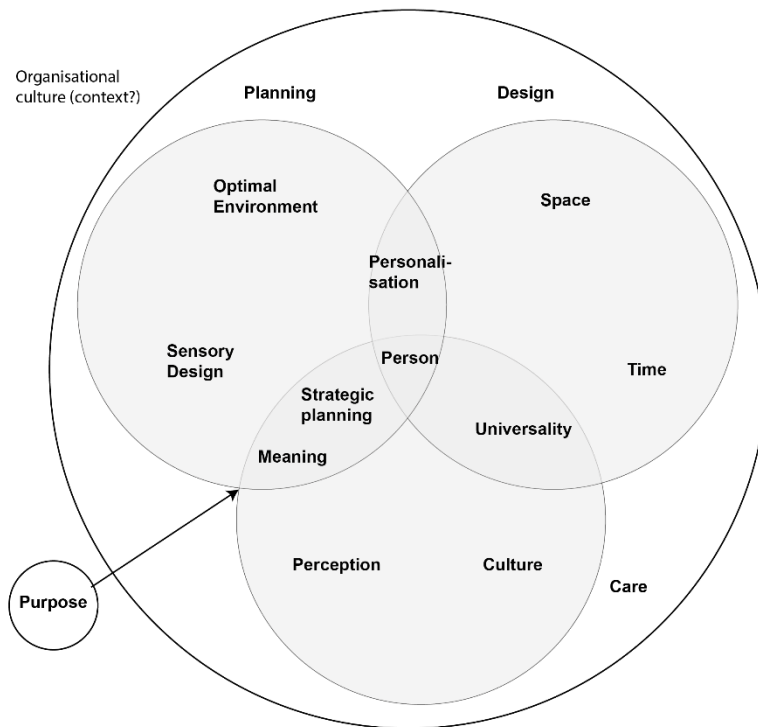 Organisational
culture (context?)
Planning
Design
Optimal
Environment
Space
Personali-
sation
Sensory
Design
Person
Time
Strategic
planning
Universality
Meaning
Perception
Culture
Care
Purpose